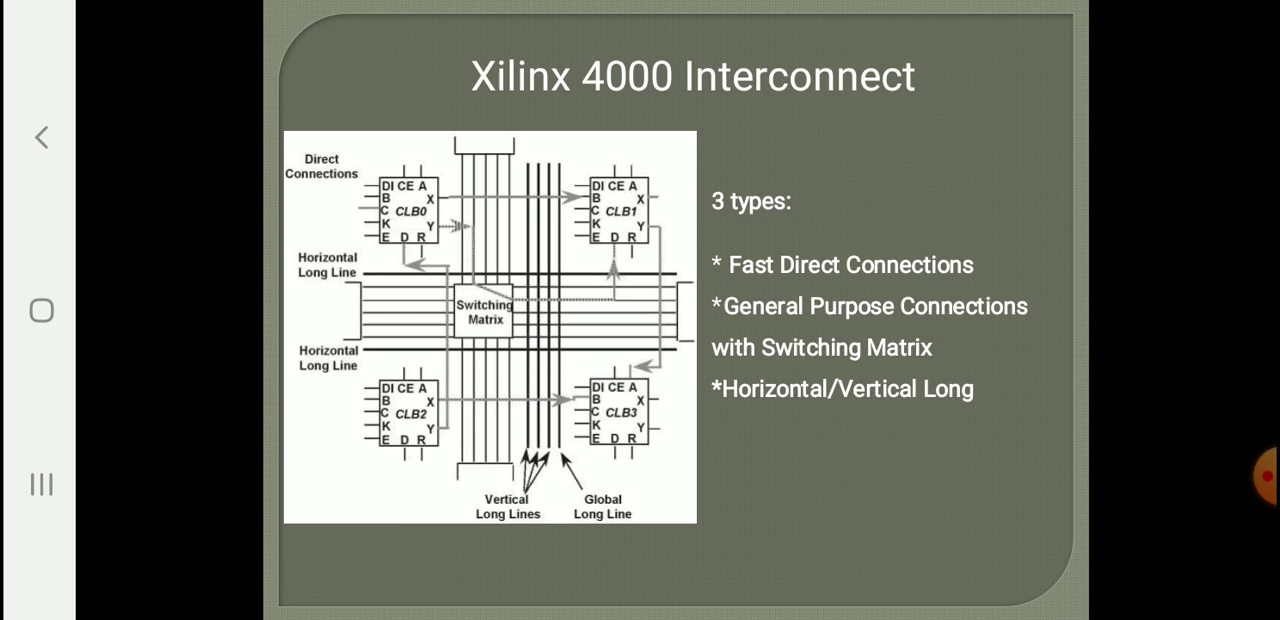 Xilinx 4000 Interconnect
Direct
Connections
DI CE A
B X
C CLB0
K Y
E D R
DI CE A
B X
C CLB1
K Y
E D R
Horizontal
Long Line
Switching
Matrix
Horizontal
Long Line
DI CE A
B X
C CLB2
K Y
E D R
DI CE A
B X
C CLB3
K Y
E D R
Vertical
Long Lines
Global
Long Line
3 types:
* Fast Direct Connections
*General Purpose Connections
with Switching Matrix
*Horizontal/Vertical Long